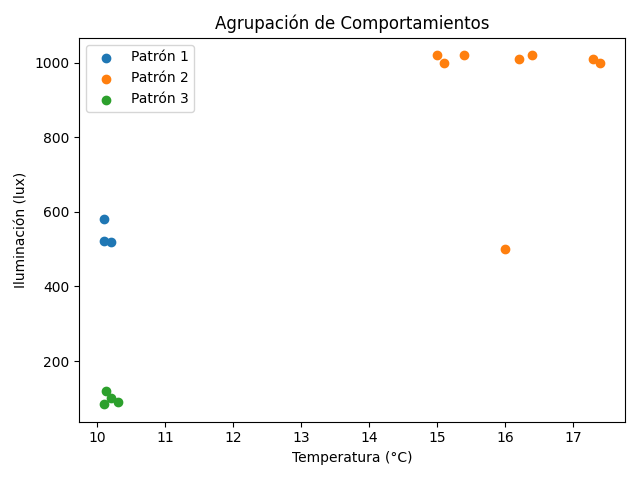 Agrupación de Comportamientos
Patrón 1
Patrón 2
Patrón 3
Iluminación (lux)
1000
800
600
400
200
10 11 12 13 14 15 16 17
Temperatura (°C)